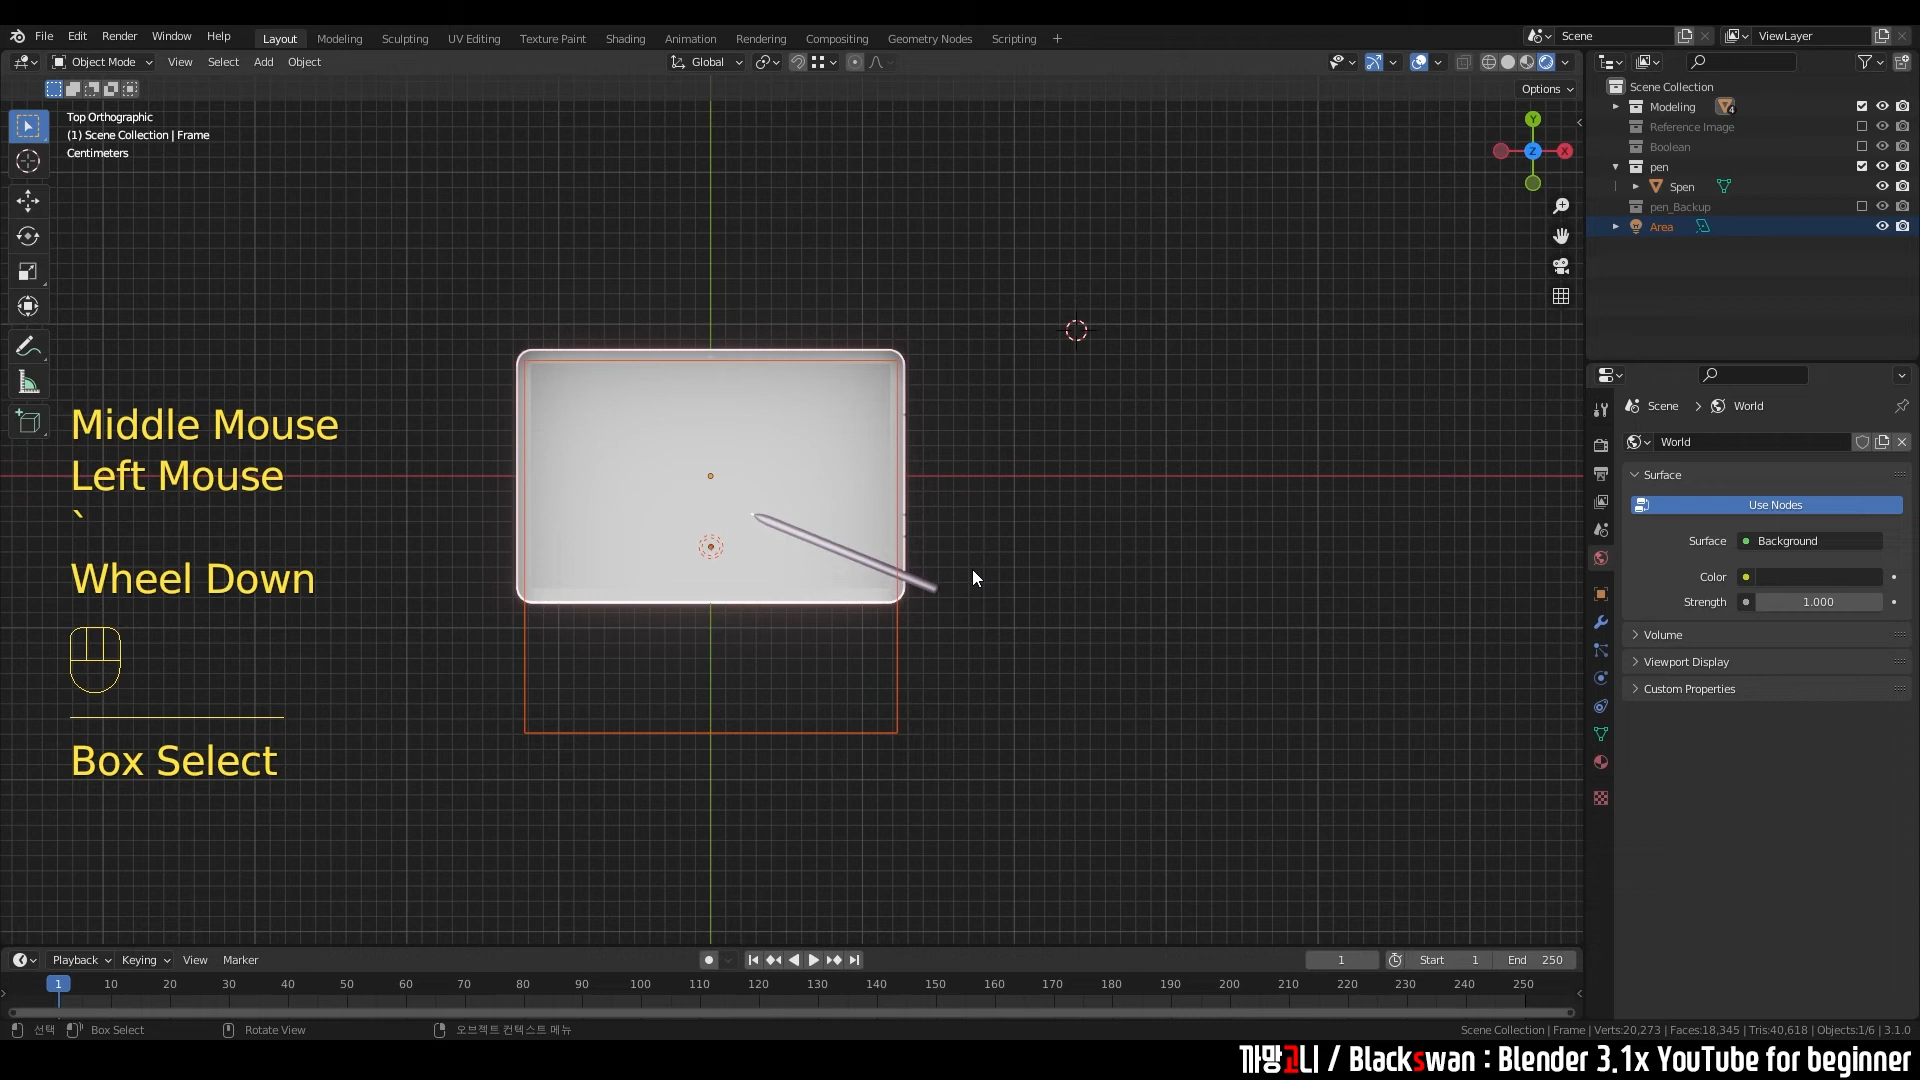 File Edit Render Window Help Layout Modeling Sculpting UV Editing Texture Paint Shading Animation Rendering Compositing Geometry Nodes Scripting + Scene ViewLayer
Object Mode View Select Add Object Global
Options
Top Orthographic
(1) Scene Collection | Frame
Centimeters
Y
Z
X
Scene Collection
Modeling 4
Reference Image
Boolean
pen
Spen
pen_Backup
Area
Scene > World
World
Surface
Use Nodes
Surface Background
Color
Strength 1.000
Volume
Viewport Display
Custom Properties
Middle Mouse
Left Mouse
`
Wheel Down
Box Select
Playback Keying View Marker 1 Start 1 End 250
1 10 20 30 40 50 60 70 80 90 100 110 120 130 140 150 160 170 180 190 200 210 220 230 240 250
선택 Box Select Rotate View 오브젝트 컨텍스트 메뉴 Scene Collection | Frame | Verts:20,273 | Faces:18,345 | Tris:40,618 | Objects:1/6 | 3.1.0
까망고니 / Blackswan : Blender 3.1x YouTube for beginner